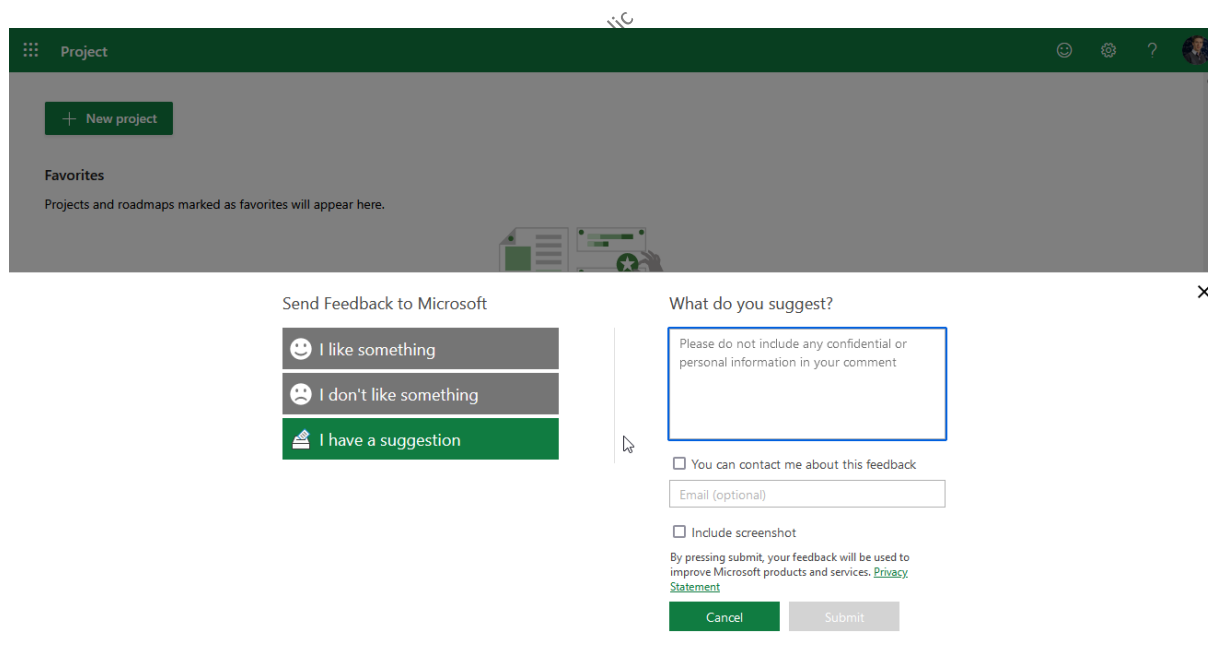 lic
Project
?
+ New project
Favorites
Projects and roadmaps marked as favorites will appear here.
Send Feedback to Microsoft
I like something
I don't like something
I have a suggestion
What do you suggest?
Please do not include any confidential or
personal information in your comment
You can contact me about this feedback
Email (optional)
Include screenshot
By pressing submit, your feedback will be used to
improve Microsoft products and services. Privacy
Statement
Cancel
Submit